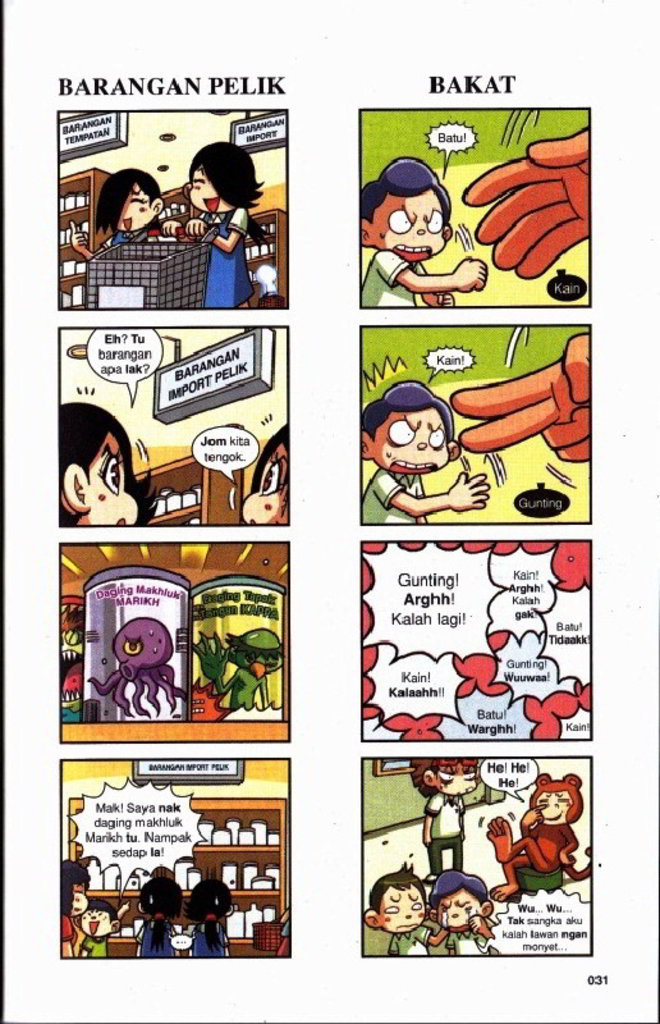 BARANGAN PELIK
BARANGAN
TEMPATAN
BARANGAN
IMPORT
Eh? Tu
barangan
apa lak?
BARANGAN
IMPORT PELIK
Jom kita
tengok.
Daging Makhluk
MARIKH
Daging Tapak
Tangan KAPPA
BARANGAN IMPORT PELIK
Mak! Saya nak
daging makhluk
Marikh tu. Nampak
sedap la!
...
BAKAT
Batu!
Kain
Kain!
Gunting
Gunting!
Arghh!
Kalah lagi!
Kain!
Arghh!
Kalah
gak!
Batu!
Tidaakk!
Kain!
Kalaahh!!
Gunting!
Wuuwaa!
Batu!
Warghh!
Kain!
He! He!
He!
Wu... Wu...
Tak sangka aku
kalah lawan ngan
monyet...
031